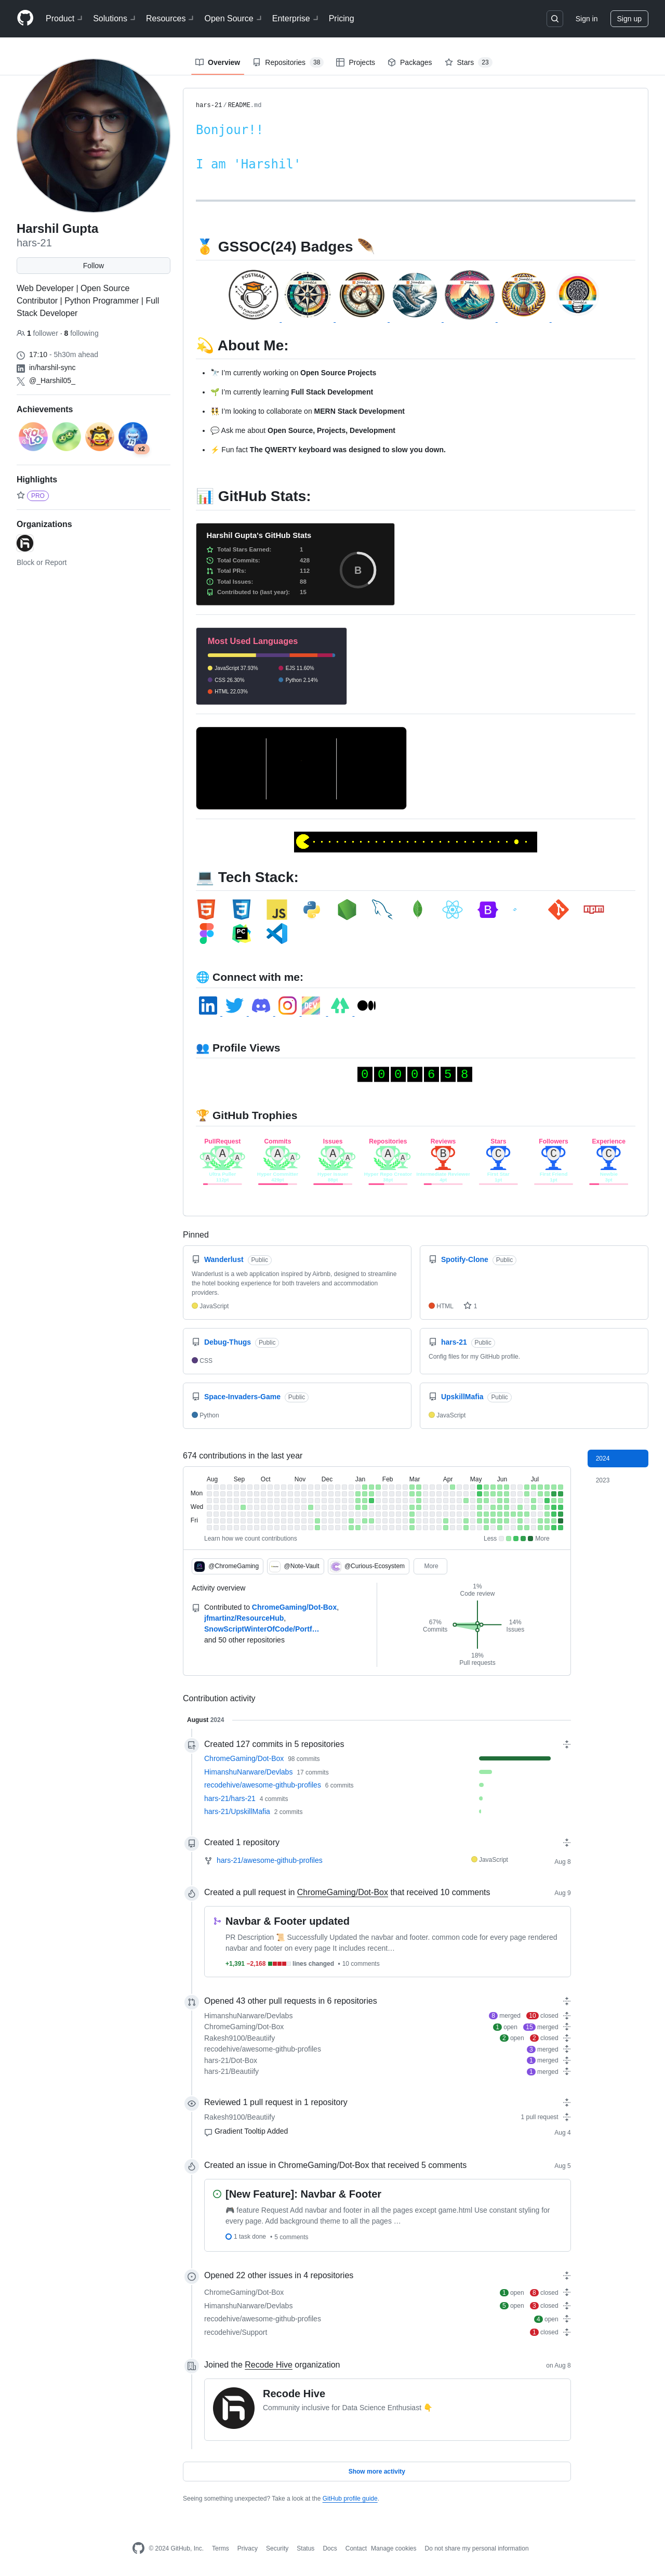 Product
Solutions
Resources
Open Source
Enterprise
Pricing
Sign in
Sign up
Overview
Repositories 38
Projects
Packages
Stars 23
Harshil Gupta
hars-21
Follow
Web Developer | Open Source
Contributor | Python Programmer | Full
Stack Developer
1 follower · 8 following
17:10 - 5h30m ahead
in/harshil-sync
@_Harshil05_
Achievements
x2
Highlights
PRO
Organizations
Block or Report
hars-21/README.md
Bonjour!!
I am 'Harshil'
🥇 GSSOC(24) Badges 🪶
POSTMAN
💫 About Me:
🔭 I'm currently working on Open Source Projects
🌱 I'm currently learning Full Stack Development
👯 I'm looking to collaborate on MERN Stack Development
💬 Ask me about Open Source, Projects, Development
⚡ Fun fact The QWERTY keyboard was designed to slow you down.
📊 GitHub Stats:
Harshil Gupta's GitHub Stats
Total Stars Earned: 1
Total Commits: 428
Total PRs: 112
Total Issues: 88
Contributed to (last year): 15
B
Most Used Languages
JavaScript 37.93%
EJS 11.60%
CSS 26.30%
Python 2.14%
HTML 22.03%
💻 Tech Stack:
🌐 Connect with me:
👥 Profile Views
0000658
🏆 GitHub Trophies
PullRequest
Commits
Issues
Repositories
Reviews
Stars
Followers
Experience
Pinned
Wanderlust Public
Wanderlust is a web application inspired by Airbnb, designed to streamline
the hotel booking experience for both travelers and accommodation
providers.
JavaScript
Spotify-Clone Public
HTML 1
Debug-Thugs Public
CSS
hars-21 Public
Config files for my GitHub profile.
Space-Invaders-Game Public
Python
UpskillMafia Public
JavaScript
674 contributions in the last year
2024
2023
Aug Sep Oct Nov Dec Jan Feb Mar Apr May Jun Jul
Mon
Wed
Fri
Learn how we count contributions
Less More
@ChromeGaming
@Note-Vault
@Curious-Ecosystem
More
Activity overview
Contributed to ChromeGaming/Dot-Box,
jfmartinz/ResourceHub,
SnowScriptWinterOfCode/Portf…
and 50 other repositories
1%
Code review
67%
Commits
14%
Issues
18%
Pull requests
Contribution activity
August 2024
Created 127 commits in 5 repositories
ChromeGaming/Dot-Box 98 commits
HimanshuNarware/Devlabs 17 commits
recodehive/awesome-github-profiles 6 commits
hars-21/hars-21 4 commits
hars-21/UpskillMafia 2 commits
Created 1 repository
hars-21/awesome-github-profiles JavaScript Aug 8
Created a pull request in ChromeGaming/Dot-Box that received 10 comments Aug 9
Navbar & Footer updated
PR Description 📜 Successfully Updated the navbar and footer. common code for every page rendered
navbar and footer on every page It includes recent…
+1,391 −2,168 lines changed • 10 comments
Opened 43 other pull requests in 6 repositories
HimanshuNarware/Devlabs 8 merged 10 closed
ChromeGaming/Dot-Box 1 open 15 merged
Rakesh9100/Beautiify 2 open 2 closed
recodehive/awesome-github-profiles 3 merged
hars-21/Dot-Box 1 merged
hars-21/Beautiify 1 merged
Reviewed 1 pull request in 1 repository
Rakesh9100/Beautiify 1 pull request
Gradient Tooltip Added Aug 4
Created an issue in ChromeGaming/Dot-Box that received 5 comments Aug 5
[New Feature]: Navbar & Footer
🎮 feature Request Add navbar and footer in all the pages except game.html Use constant styling for
every page. Add background theme to all the pages …
1 task done • 5 comments
Opened 22 other issues in 4 repositories
ChromeGaming/Dot-Box 1 open 8 closed
HimanshuNarware/Devlabs 5 open 3 closed
recodehive/awesome-github-profiles 4 open
recodehive/Support 1 closed
Joined the Recode Hive organization on Aug 8
Recode Hive
Community inclusive for Data Science Enthusiast 👇
Show more activity
Seeing something unexpected? Take a look at the GitHub profile guide.
© 2024 GitHub, Inc.
Terms
Privacy
Security
Status
Docs
Contact
Manage cookies
Do not share my personal information